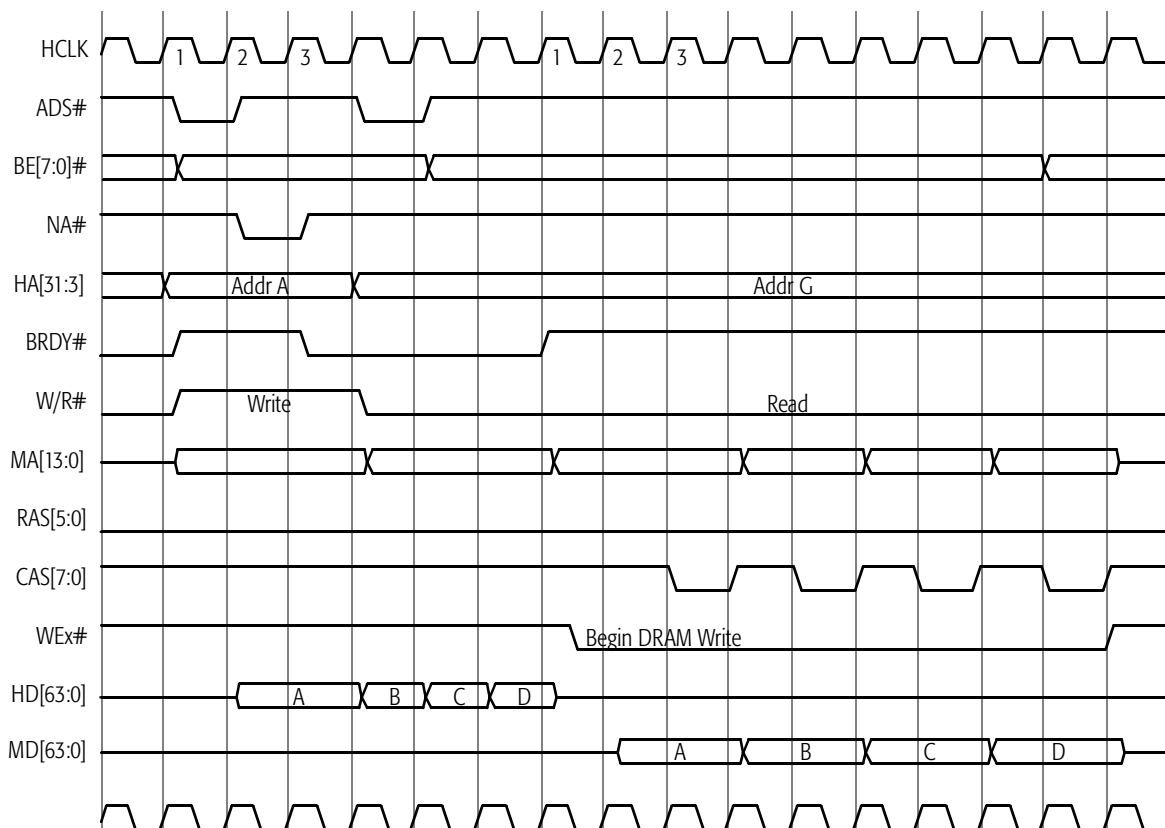 HCLK 1 2 3 1 2 3
ADS#
BE[7:0]#
NA#
HA[31:3] Addr A Addr G
BRDY#
W/R# Write Read
MA[13:0]
RAS[5:0]
CAS[7:0]
WEx# Begin DRAM Write
HD[63:0] A B C D
MD[63:0] A B C D